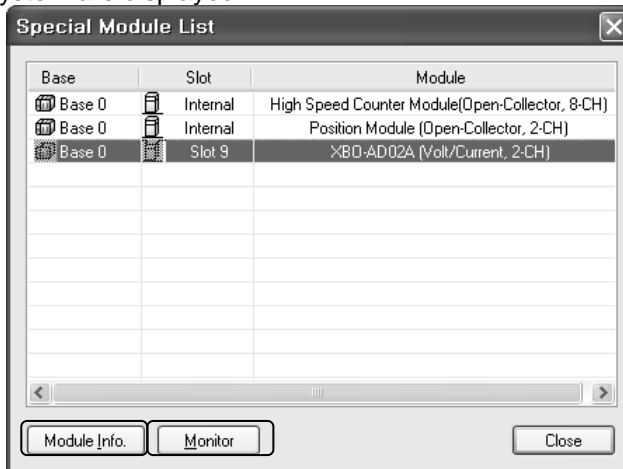 Special Module List
Base Slot Module
Base 0 Internal High Speed Counter Module(Open-Collector, 8-CH)
Base 0 Internal Position Module (Open-Collector, 2-CH)
Base 0 Slot 9 XBO-AD02A (Volt/Current, 2-CH)
Module Info. Monitor Close